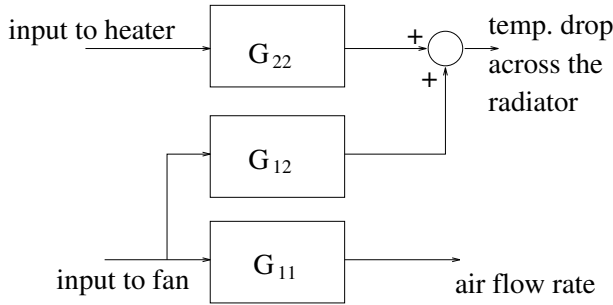 input to heater
G22
+
+
temp. drop
across the
radiator
G12
input to fan
G11
air flow rate